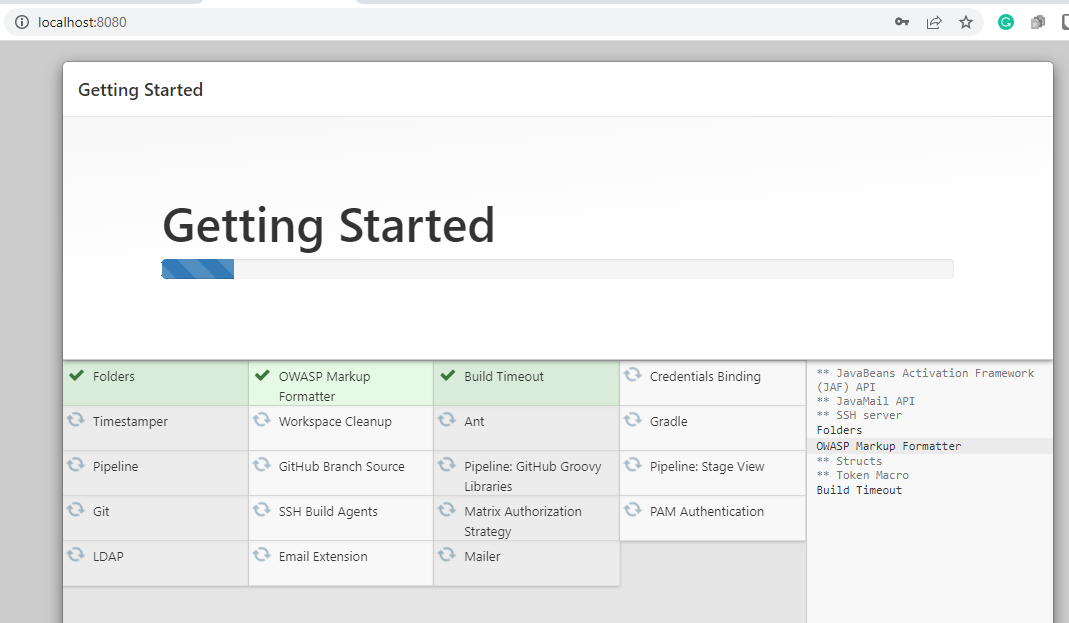 localhost:8080
Getting Started
Getting Started
Folders
OWASP Markup
Formatter
Build Timeout
Credentials Binding
Timestamper
Workspace Cleanup
Ant
Gradle
Pipeline
GitHub Branch Source
Pipeline: GitHub Groovy
Libraries
Pipeline: Stage View
Git
SSH Build Agents
Matrix Authorization
Strategy
PAM Authentication
LDAP
Email Extension
Mailer
** JavaBeans Activation Framework
(JAF) API
** JavaMail API
** SSH server
Folders
OWASP Markup Formatter
** Structs
** Token Macro
Build Timeout